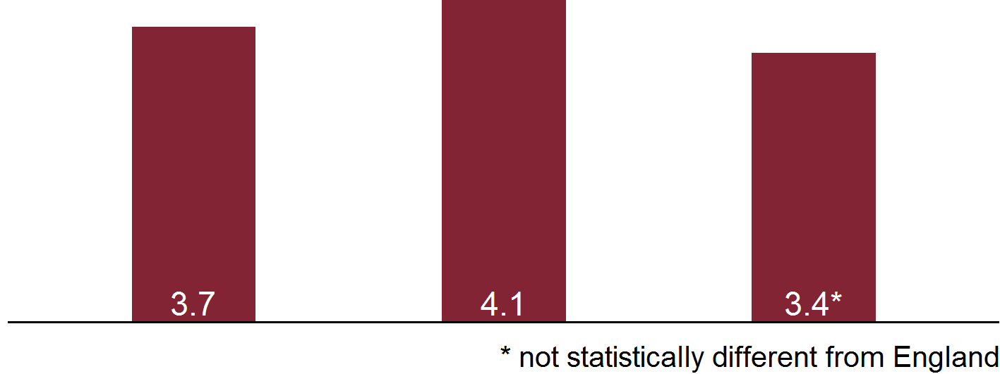 3.7 4.1 3.4*
* not statistically different from England